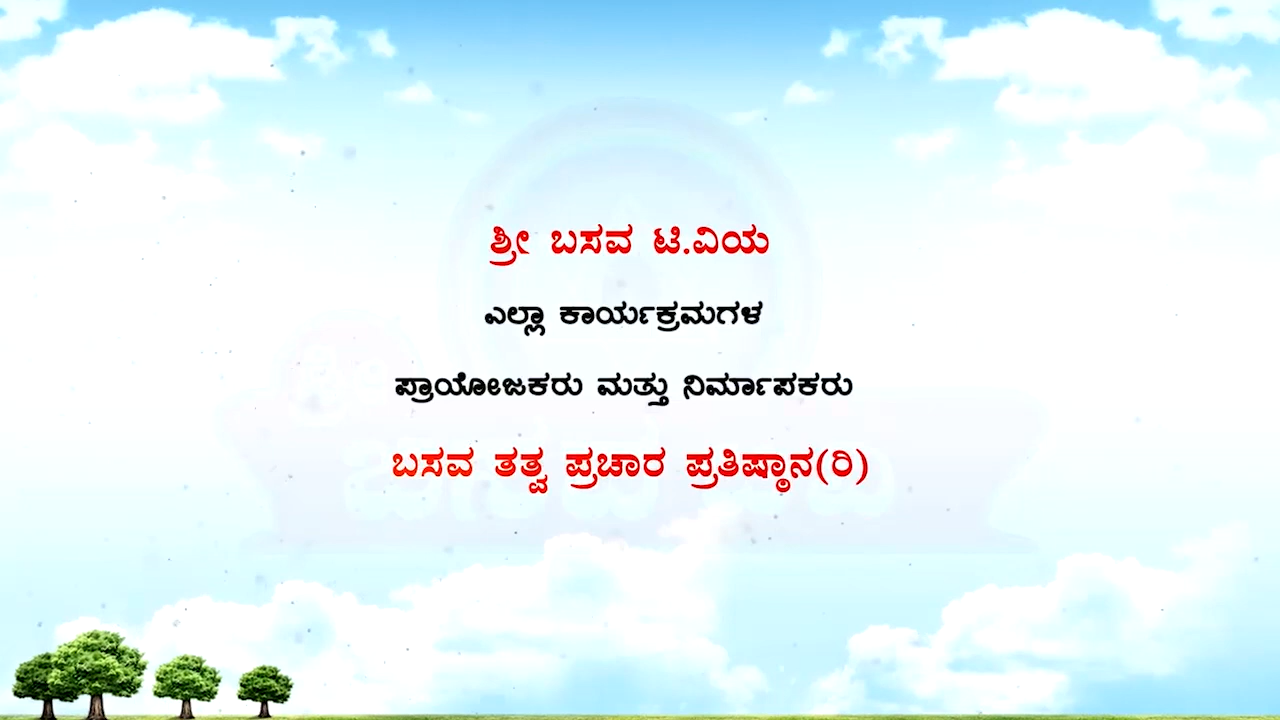 ಶ್ರೀ ಬಸವ ಟಿ.ವಿಯ
ಎಲ್ಲಾ ಕಾರ್ಯಕ್ರಮಗಳ
ಪ್ರಾಯೋಜಕರು ಮತ್ತು ನಿರ್ಮಾಪಕರು
ಬಸವ ತತ್ವ ಪ್ರಚಾರ ಪ್ರತಿಷ್ಠಾನ(ರಿ)